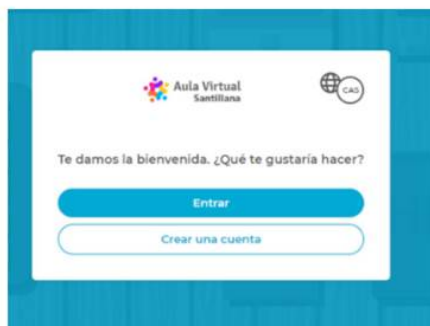 Aula Virtual
Santillana
CAS
Te damos la bienvenida. ¿Qué te gustaría hacer?
Entrar
Crear una cuenta